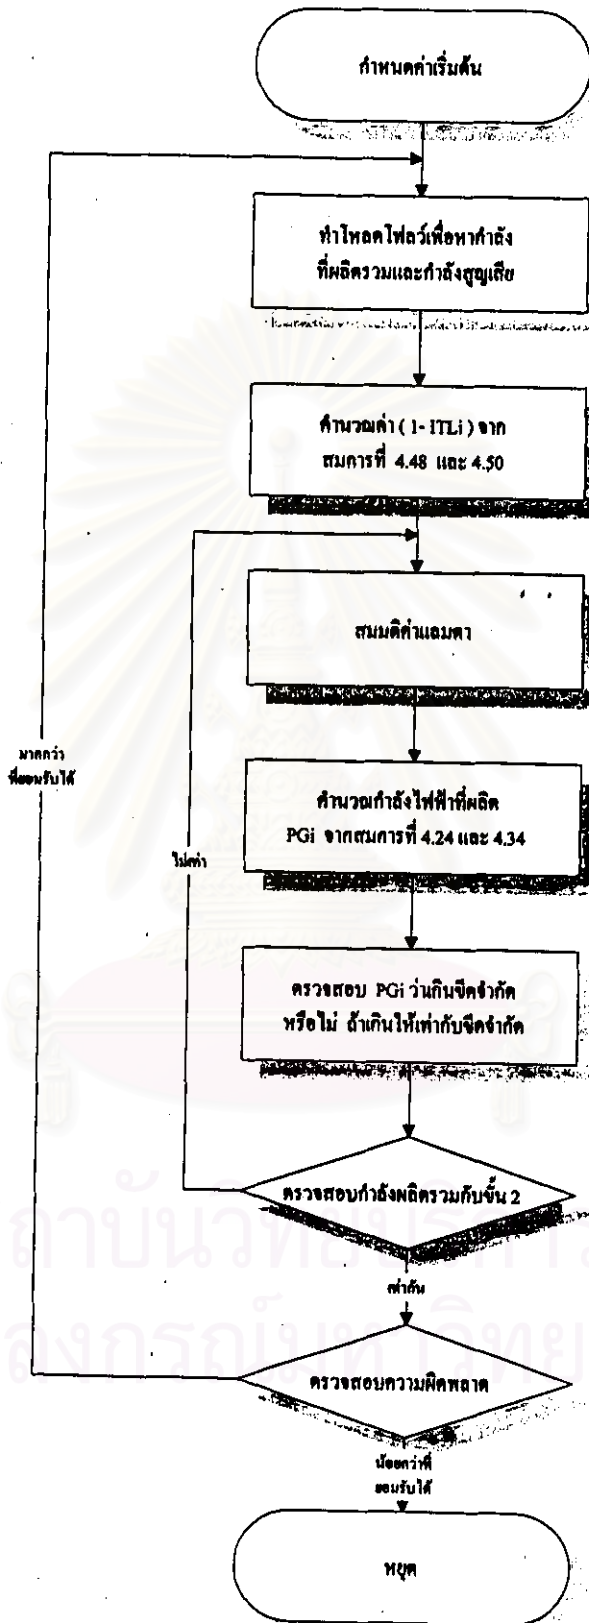 กำหนดค่าเริ่มต้น
ทำโหลดโฟลว์เพื่อหากำลัง
ที่ผลิตรวมและกำลังสูญเสีย
คำนวณค่า ( 1- ITLi ) จาก
สมการที่ 4.48 และ 4.50
สมมติค่าแลมดา
คำนวณกำลังไฟฟ้าที่ผลิต
PGi จากสมการที่ 4.24 และ 4.34
ตรวจสอบ PGi ว่าเกินขีดจำกัด
หรือไม่ ถ้าเกินให้เท่ากับขีดจำกัด
ตรวจสอบกำลังผลิตรวมกับขั้น 2
ไม่เท่า
เท่ากัน
ตรวจสอบความผิดพลาด
มากกว่า
ที่ยอมรับได้
น้อยกว่าที่
ยอมรับได้
หยุด